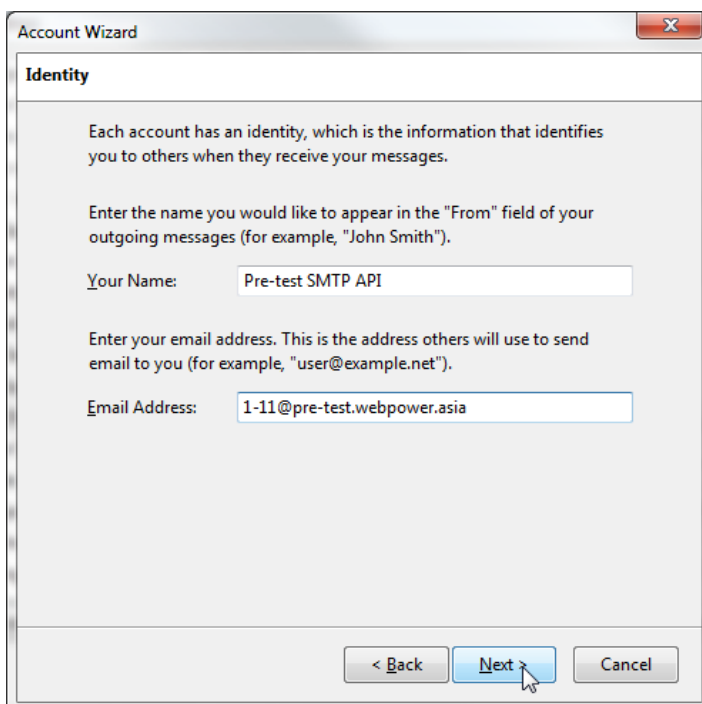 Account Wizard
Identity
Each account has an identity, which is the information that identifies
you to others when they receive your messages.
Enter the name you would like to appear in the "From" field of your
outgoing messages (for example, "John Smith").
Your Name: Pre-test SMTP API
Enter your email address. This is the address others will use to send
email to you (for example, "user@example.net").
Email Address: 1-11@pre-test.webpower.asia
< Back Next > Cancel